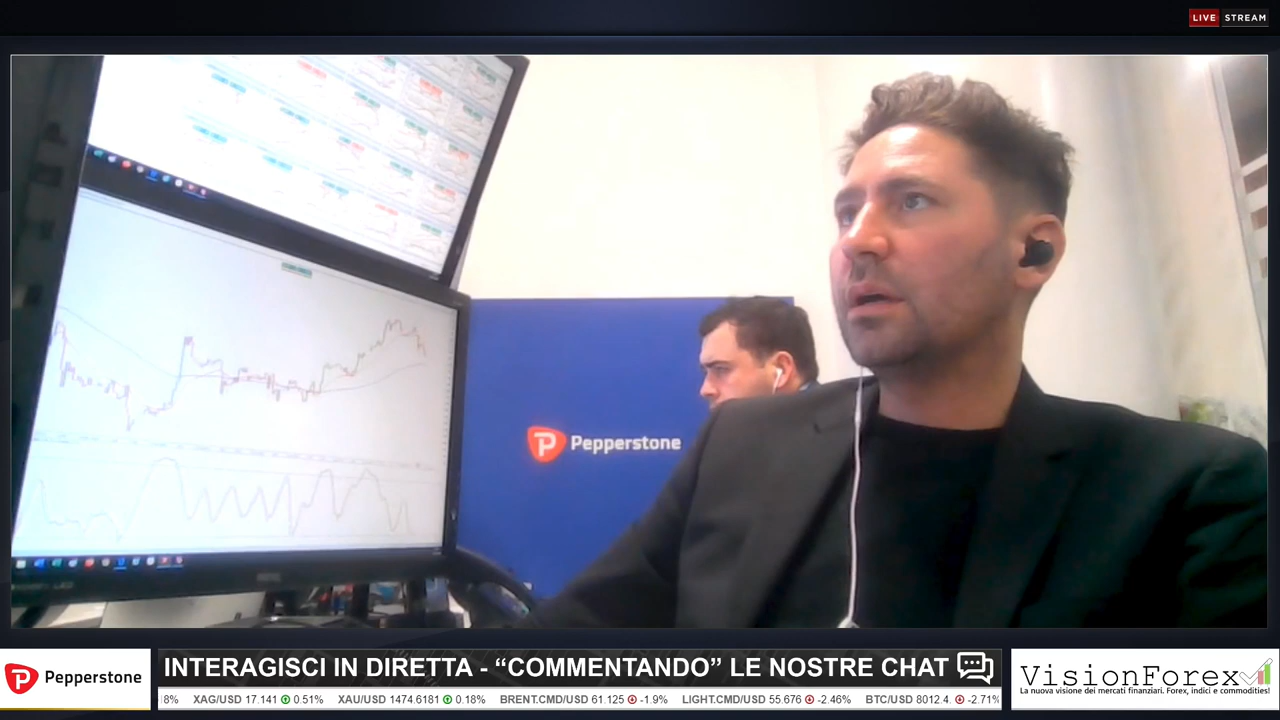 LIVE STREAM
Pepperstone
Pepperstone
INTERAGISCI IN DIRETTA - “COMMENTANDO” LE NOSTRE CHAT
8% XAG/USD 17.141 0.51% XAU/USD 1474.6181 0.18% BRENT.CMD/USD 61.125 -1.9% LIGHT.CMD/USD 55.676 -2.46% BTC/USD 8012.4. -2.71%
VisionForex
La nuova visione dei mercati finanziari. Forex, indici e commodities!